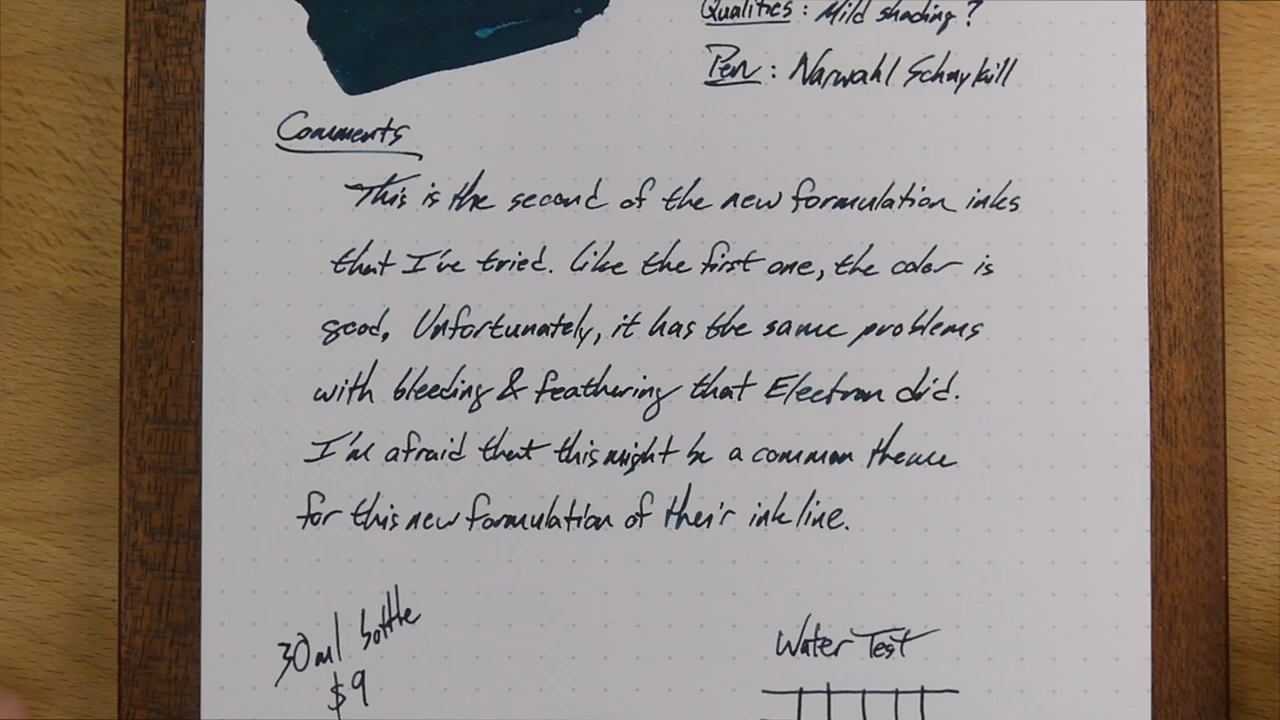 Qualities : Mild shading?
Pen : Narwahl Schuylkill
Comments
This is the second of the new formulation inks
that I've tried. Like the first one, the color is
good. Unfortunately, it has the same problems
with bleeding & feathering that Electron did.
I'm afraid that this might be a common theme
for this new formulation of their ink line.
30ml bottle
$9
Water Test